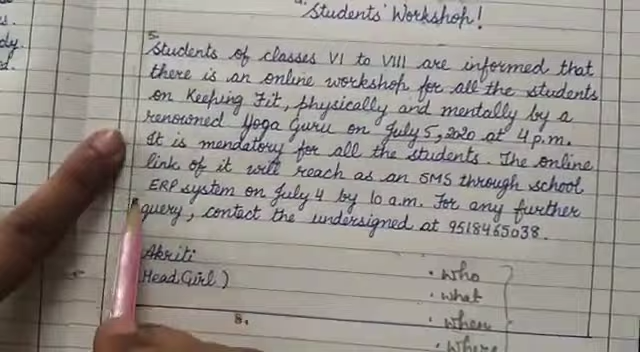 Students' Workshop!
5.
Students of classes VI to VIII are informed that
there is an online workshop for all the students
on Keeping Fit, physically and mentally by a
renowned Yoga Guru on July 5, 2020 at 4 p.m.
It is mendatory for all the students. The online
link of it will reach as an SMS through school
ERP system on July 4 by 10 a.m. For any further
query, contact the undersigned at 9518465038.
Akriti
(Head Girl)
• who
• what
• when
• where
8.